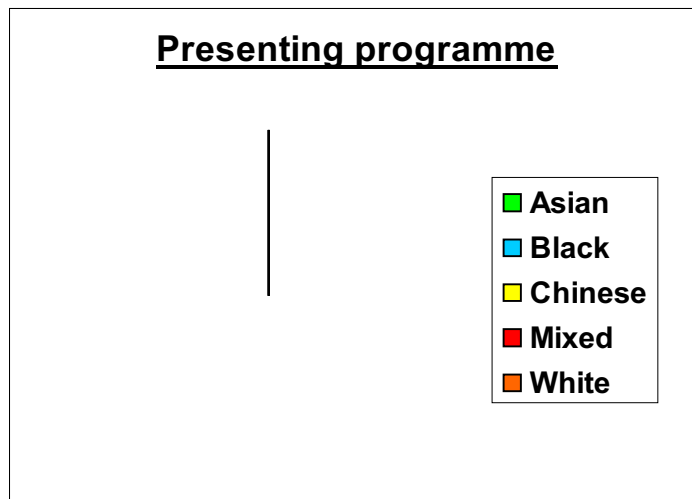 Presenting programme
Asian
Black
Chinese
Mixed
White